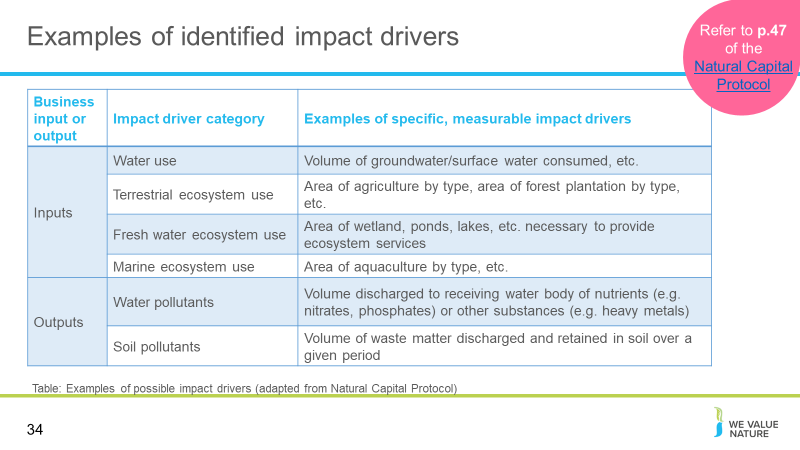 Examples of identified impact drivers
Refer to p.47
of the
Natural Capital
Protocol
Business
input or
output
Impact driver category
Examples of specific, measurable impact drivers
Inputs
Water use
Volume of groundwater/surface water consumed, etc.
Terrestrial ecosystem use
Area of agriculture by type, area of forest plantation by type,
etc.
Fresh water ecosystem use
Area of wetland, ponds, lakes, etc. necessary to provide
ecosystem services
Marine ecosystem use
Area of aquaculture by type, etc.
Outputs
Water pollutants
Volume discharged to receiving water body of nutrients (e.g.
nitrates, phosphates) or other substances (e.g. heavy metals)
Soil pollutants
Volume of waste matter discharged and retained in soil over a
given period
Table: Examples of possible impact drivers (adapted from Natural Capital Protocol)
34
WE VALUE
NATURE